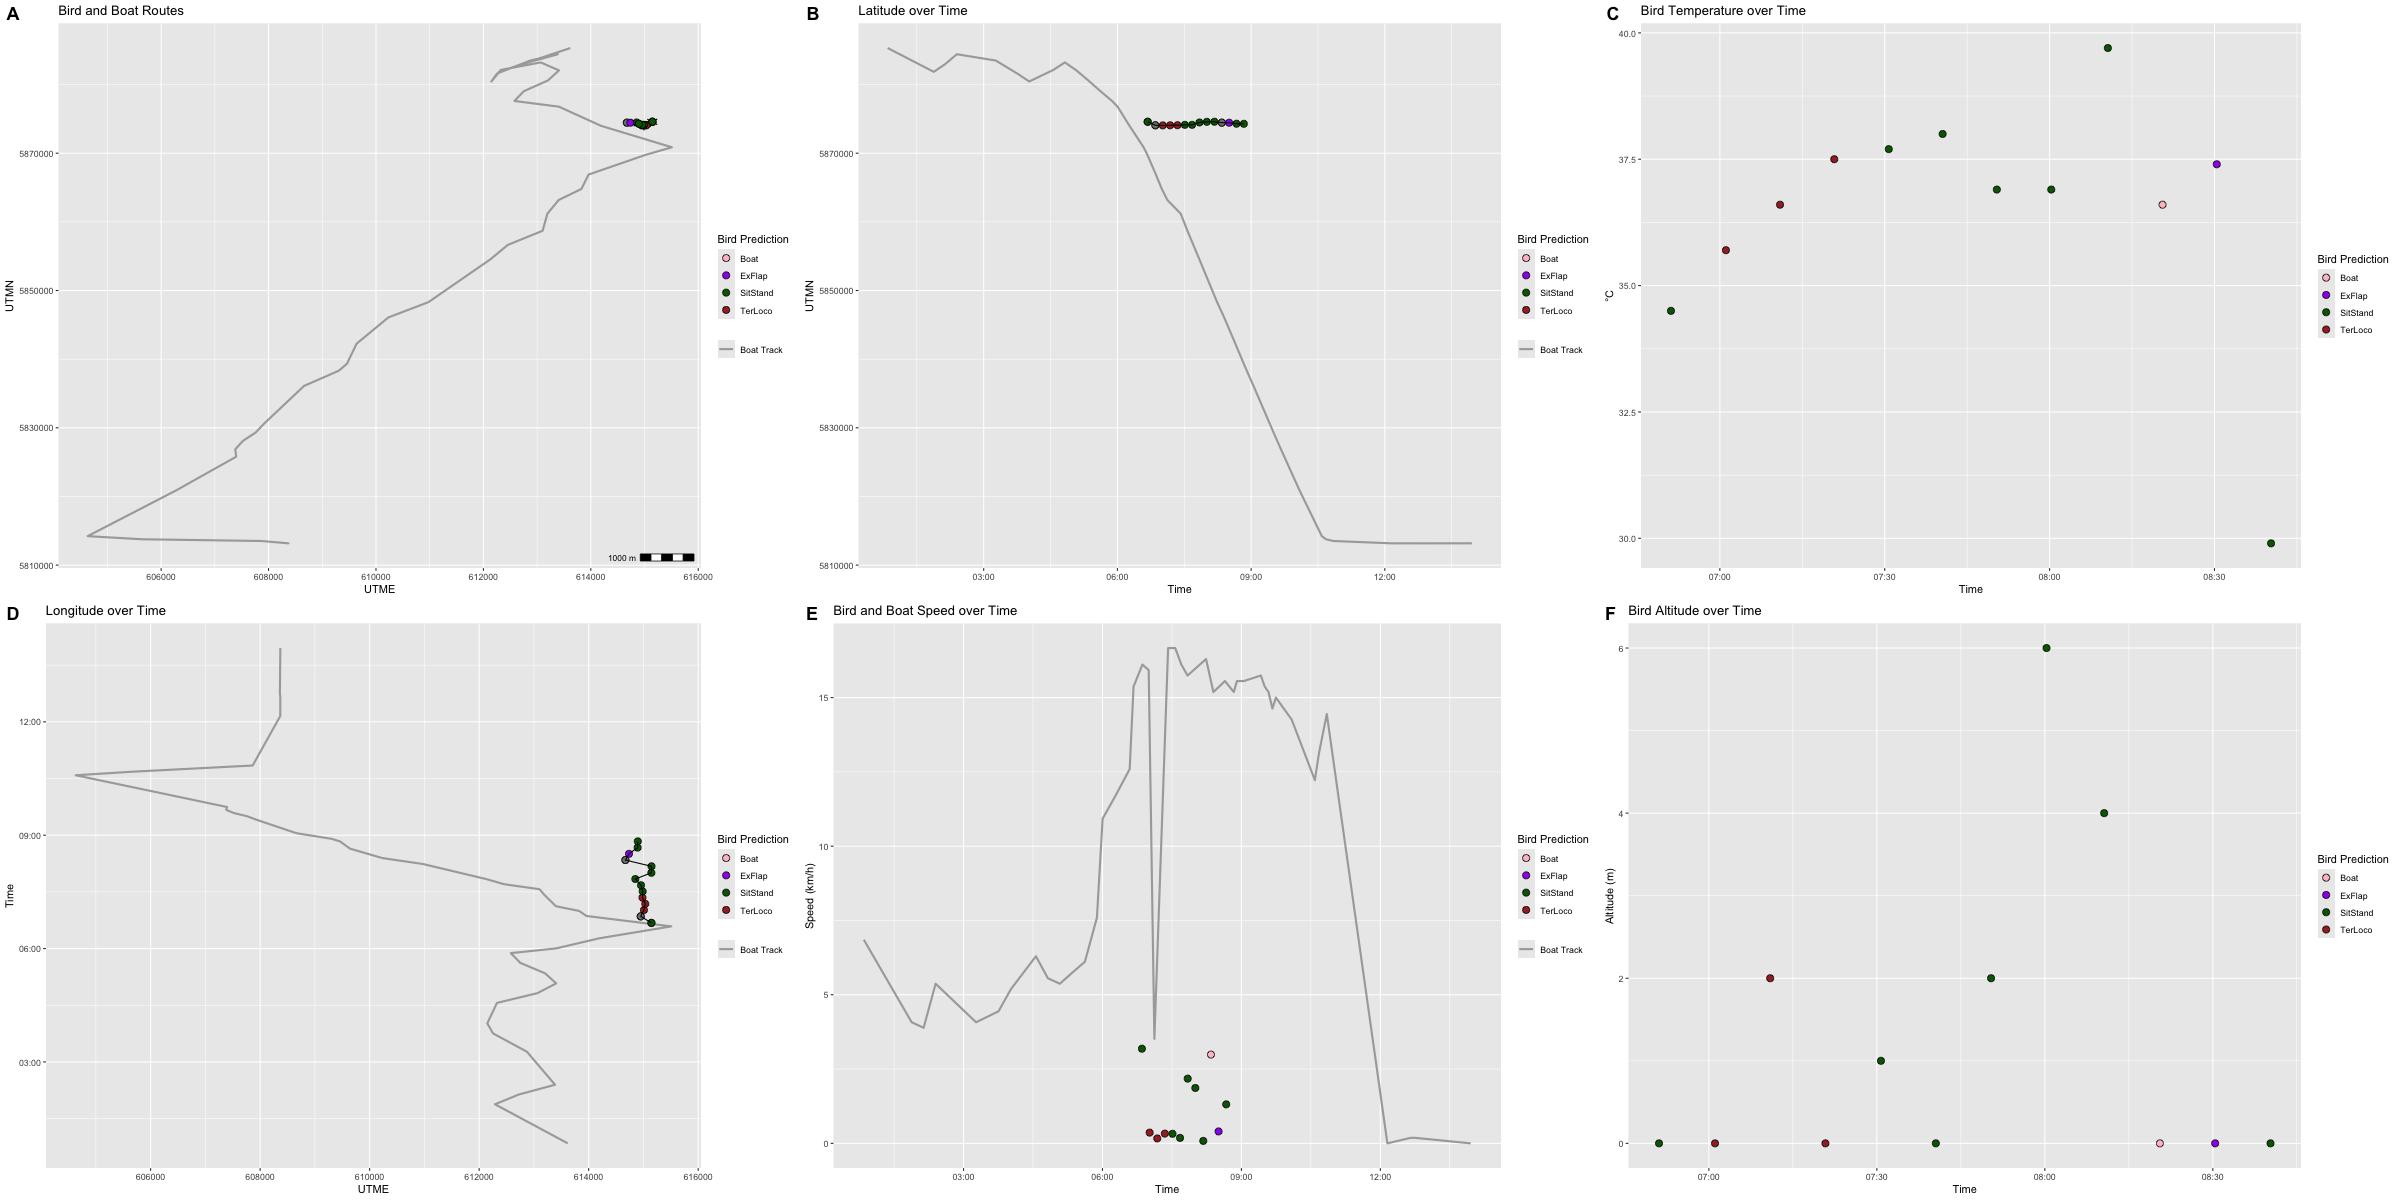 A Bird and Boat Routes
5870000
5850000
5830000
5810000
UTMN
606000 608000 610000 612000 614000 616000
UTME
1000 m
Bird Prediction
Boat
ExFlap
SitStand
TerLoco
Boat Track
B Latitude over Time
5870000
5850000
5830000
5810000
UTMN
03:00 06:00 09:00 12:00
Time
Bird Prediction
Boat
ExFlap
SitStand
TerLoco
Boat Track
C Bird Temperature over Time
40.0
37.5
35.0
32.5
30.0
°C
07:00 07:30 08:00 08:30
Time
Bird Prediction
Boat
ExFlap
SitStand
TerLoco
D Longitude over Time
12:00
09:00
06:00
03:00
Time
606000 608000 610000 612000 614000 616000
UTME
Bird Prediction
Boat
ExFlap
SitStand
TerLoco
Boat Track
E Bird and Boat Speed over Time
15
10
5
0
Speed (km/h)
03:00 06:00 09:00 12:00
Time
Bird Prediction
Boat
ExFlap
SitStand
TerLoco
Boat Track
F Bird Altitude over Time
6
4
2
0
Altitude (m)
07:00 07:30 08:00 08:30
Time
Bird Prediction
Boat
ExFlap
SitStand
TerLoco